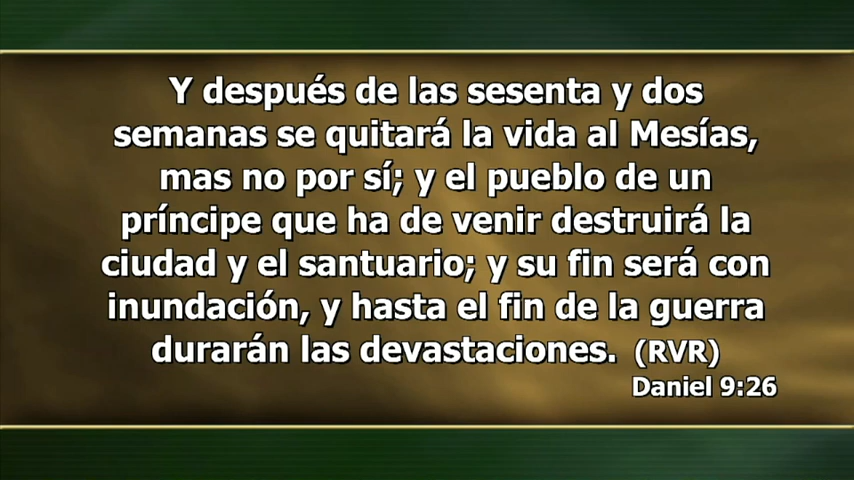 Y después de las sesenta y dos
semanas se quitará la vida al Mesías,
mas no por sí; y el pueblo de un
príncipe que ha de venir destruirá la
ciudad y el santuario; y su fin será con
inundación, y hasta el fin de la guerra
durarán las devastaciones. (RVR)
Daniel 9:26